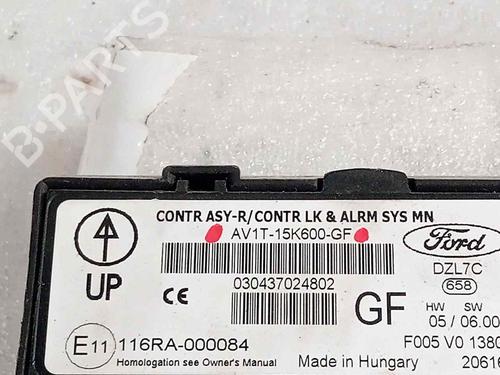 B-PARTS
CONTR ASY-R/CONTR LK & ALRM SYS MN
AV1T-15K600-GF
Ford
DZL7C
658
030437024802
UP
CE
GF
HW SW
05 / 06.00
E11 116RA-000084
F005 V0 1380
Homologation see Owner's Manual
Made in Hungary
20616